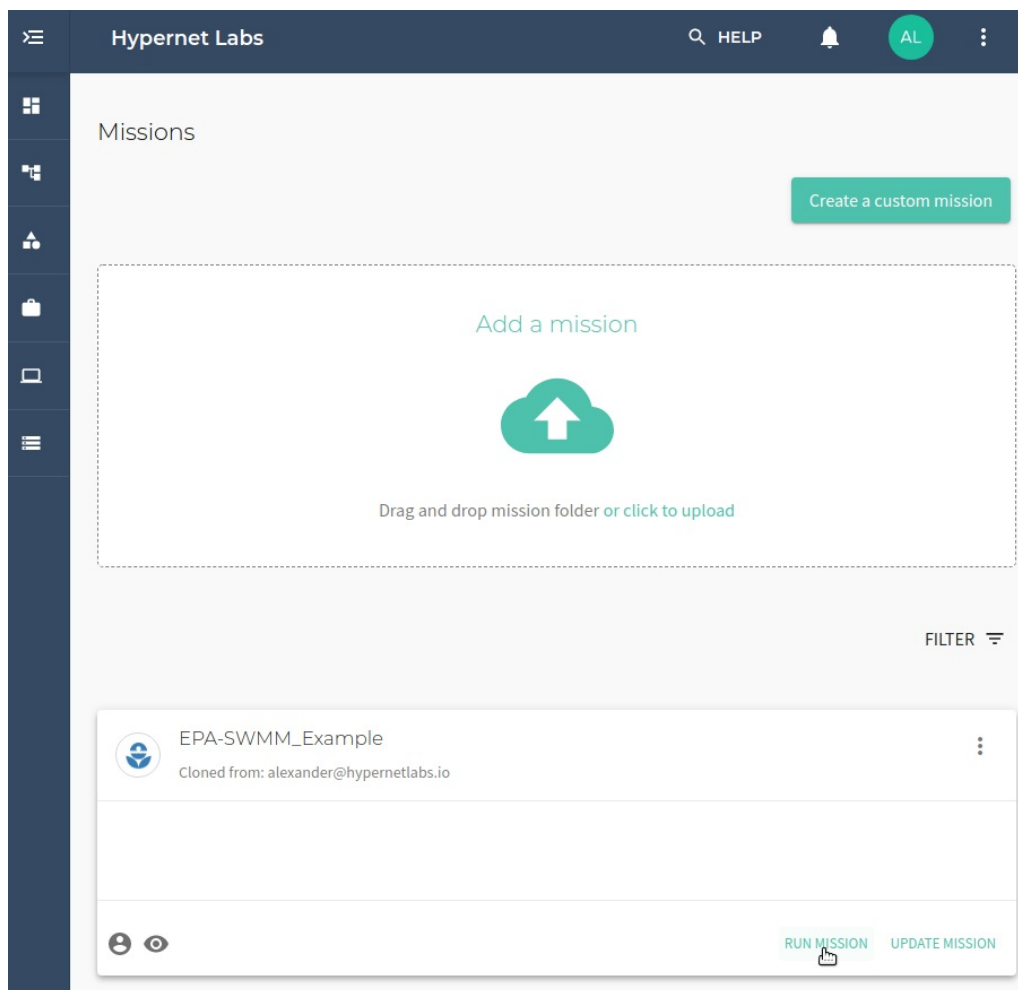 Hypernet Labs
HELP
AL
Missions
Create a custom mission
Add a mission
Drag and drop mission folder or click to upload
FILTER
EPA-SWMM_Example
Cloned from: alexander@hypernetlabs.io
RUN MISSION UPDATE MISSION